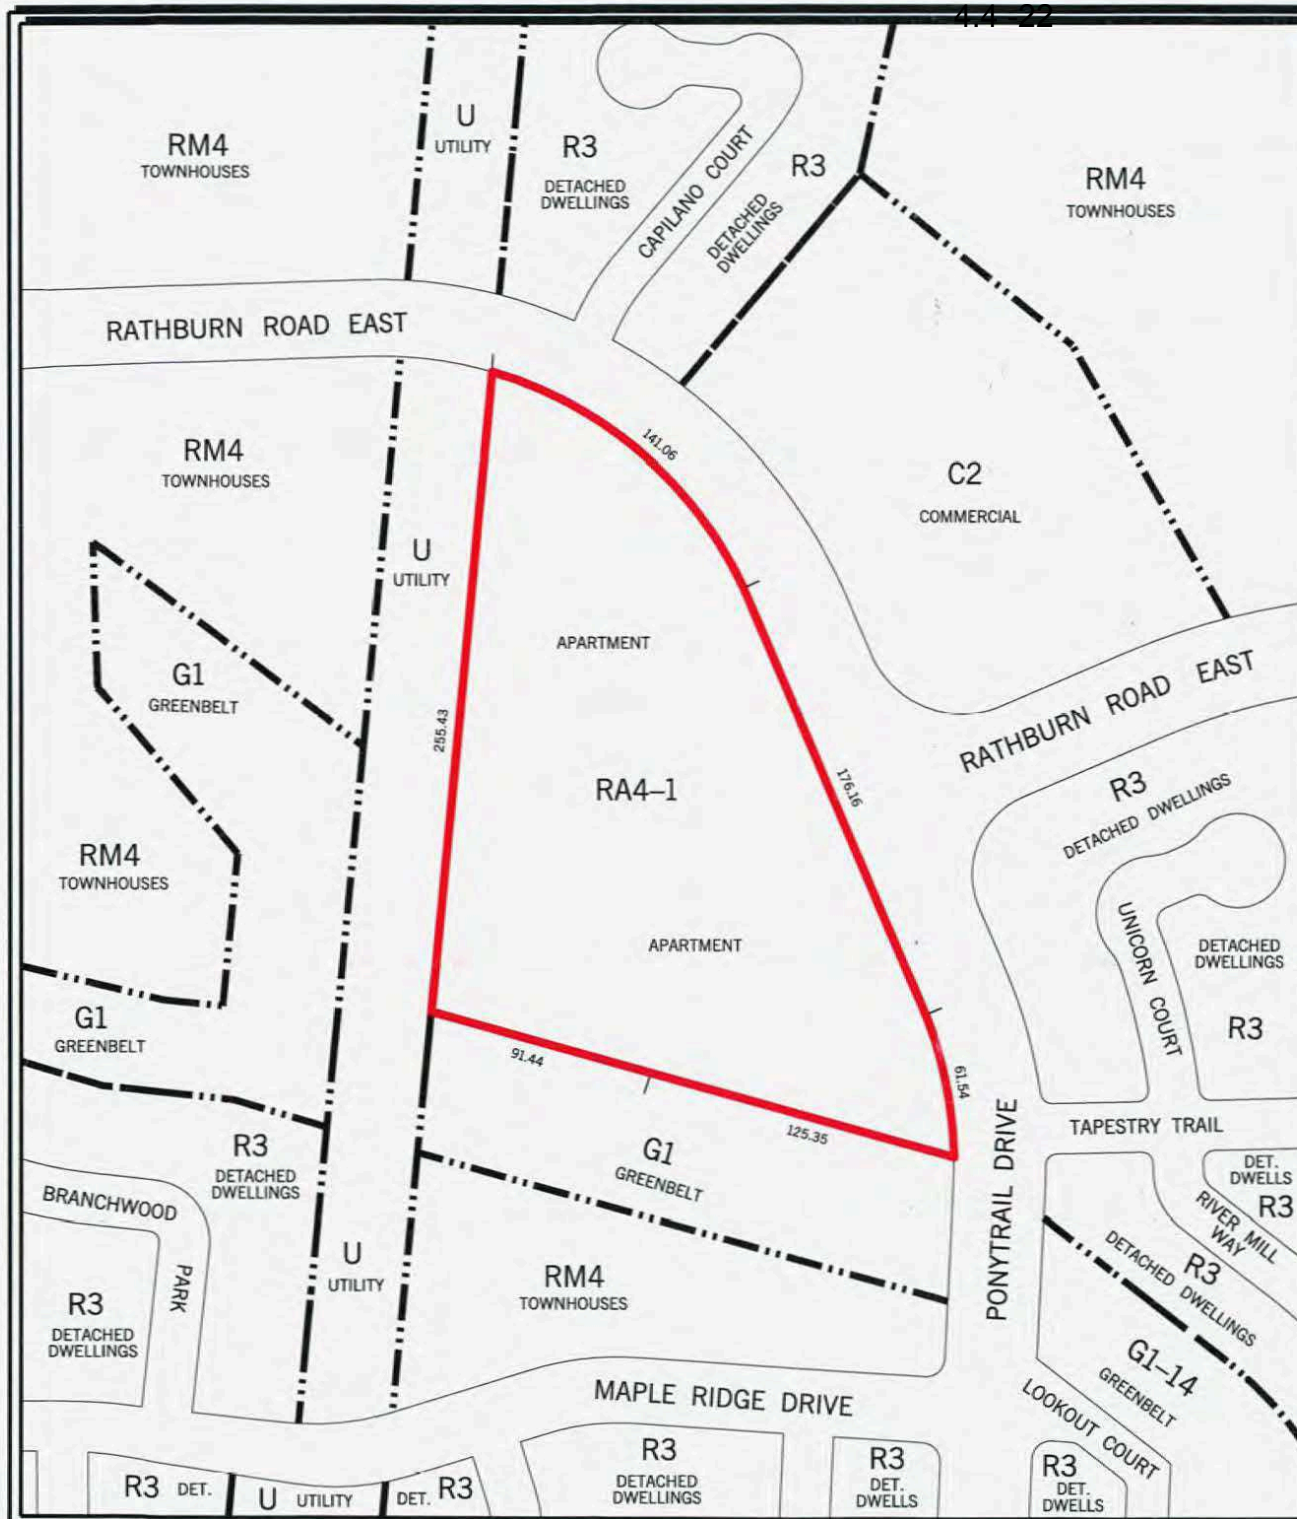 4.4 22
U
UTILITY
RM4
TOWNHOUSES
R3
DETACHED
DWELLINGS
CAPILANO COURT
R3
DETACHED
DWELLINGS
RM4
TOWNHOUSES
RATHBURN ROAD EAST
RM4
TOWNHOUSES
141.06
C2
COMMERCIAL
U
UTILITY
APARTMENT
G1
GREENBELT
255.43
RA4-1
176.16
RATHBURN ROAD EAST
R3
DETACHED DWELLINGS
RM4
TOWNHOUSES
APARTMENT
UNICORN COURT
DETACHED
DWELLINGS
R3
G1
GREENBELT
91.44
61.54
125.35
R3
DETACHED
DWELLINGS
G1
GREENBELT
PONYTRAIL DRIVE
TAPESTRY TRAIL
DET.
DWELLS
R3
BRANCHWOOD
PARK
RIVER MILL
WAY
R3
DETACHED DWELLINGS
U
UTILITY
RM4
TOWNHOUSES
R3
DETACHED
DWELLINGS
G1-14
GREENBELT
MAPLE RIDGE DRIVE
LOOKOUT COURT
R3 DET.
U UTILITY
DET. R3
R3
DETACHED
DWELLINGS
R3
DET.
DWELLS
R3
DET.
DWELLS